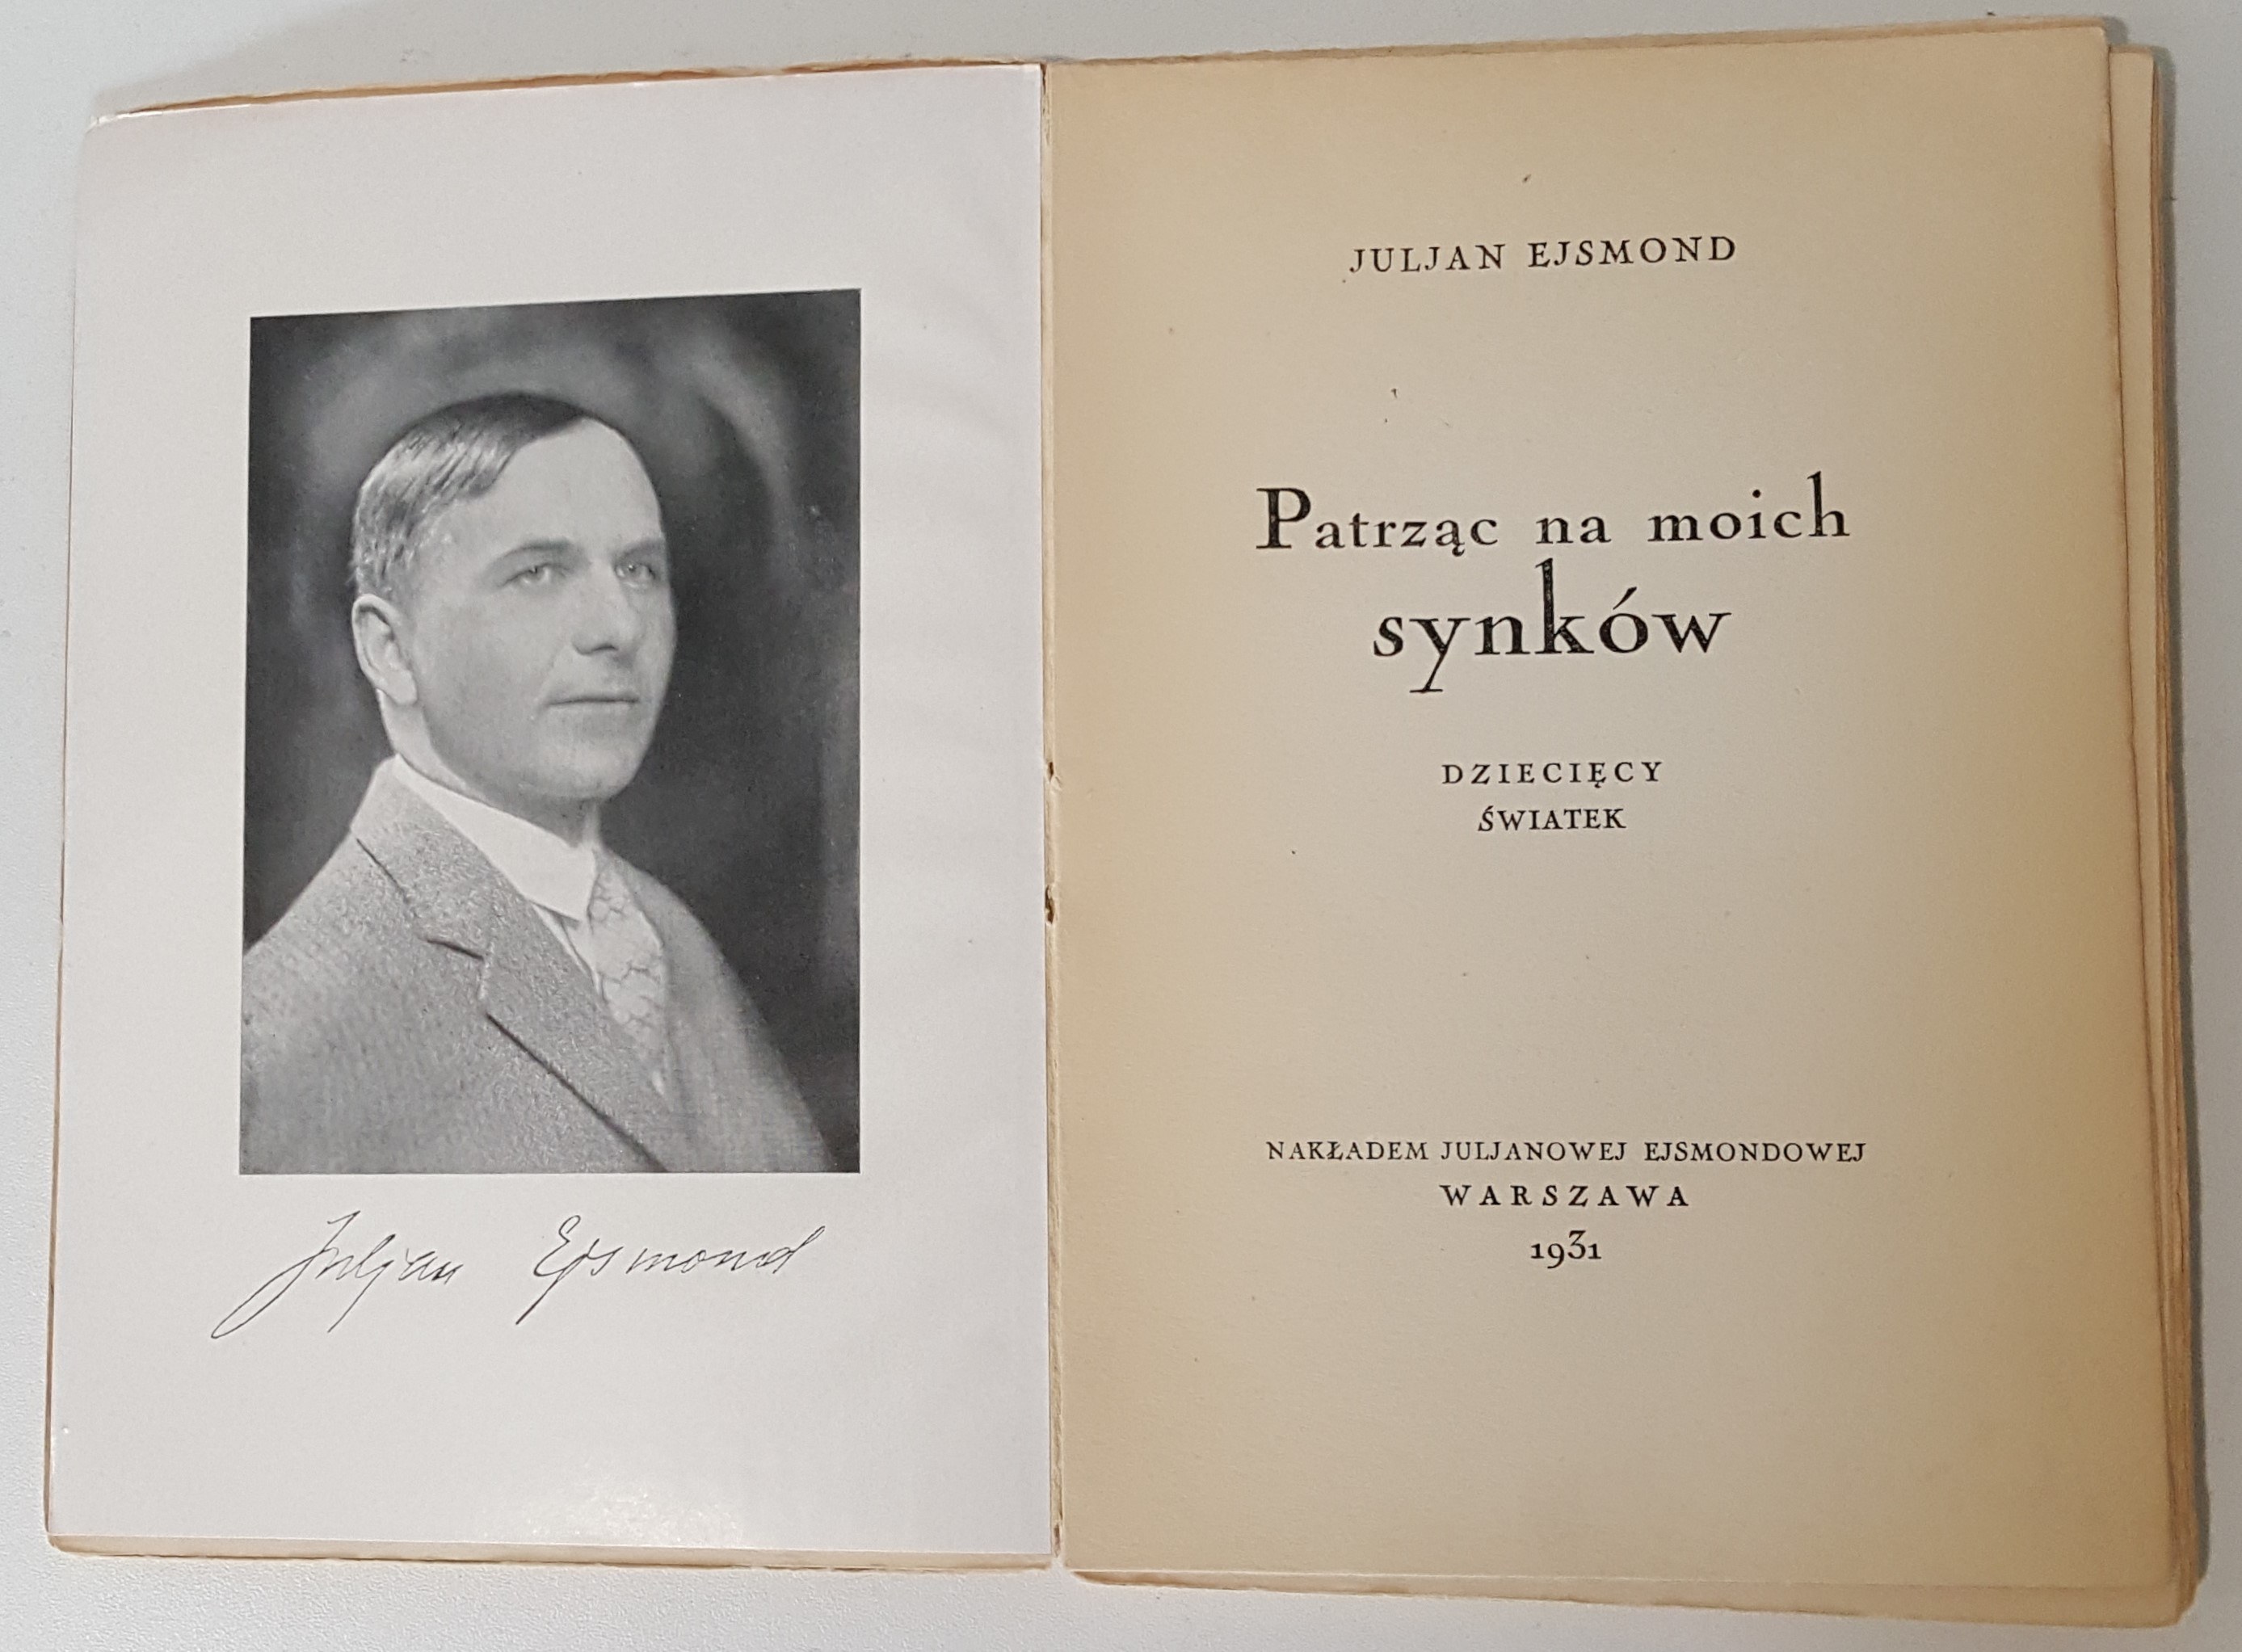 Juljan Ejsmond
JULJAN EJSMOND
Patrząc na moich
synków
DZIECIĘCY
ŚWIATEK
NAKŁADEM JULJANOWEJ EJSMONDOWEJ
WARSZAWA
1931